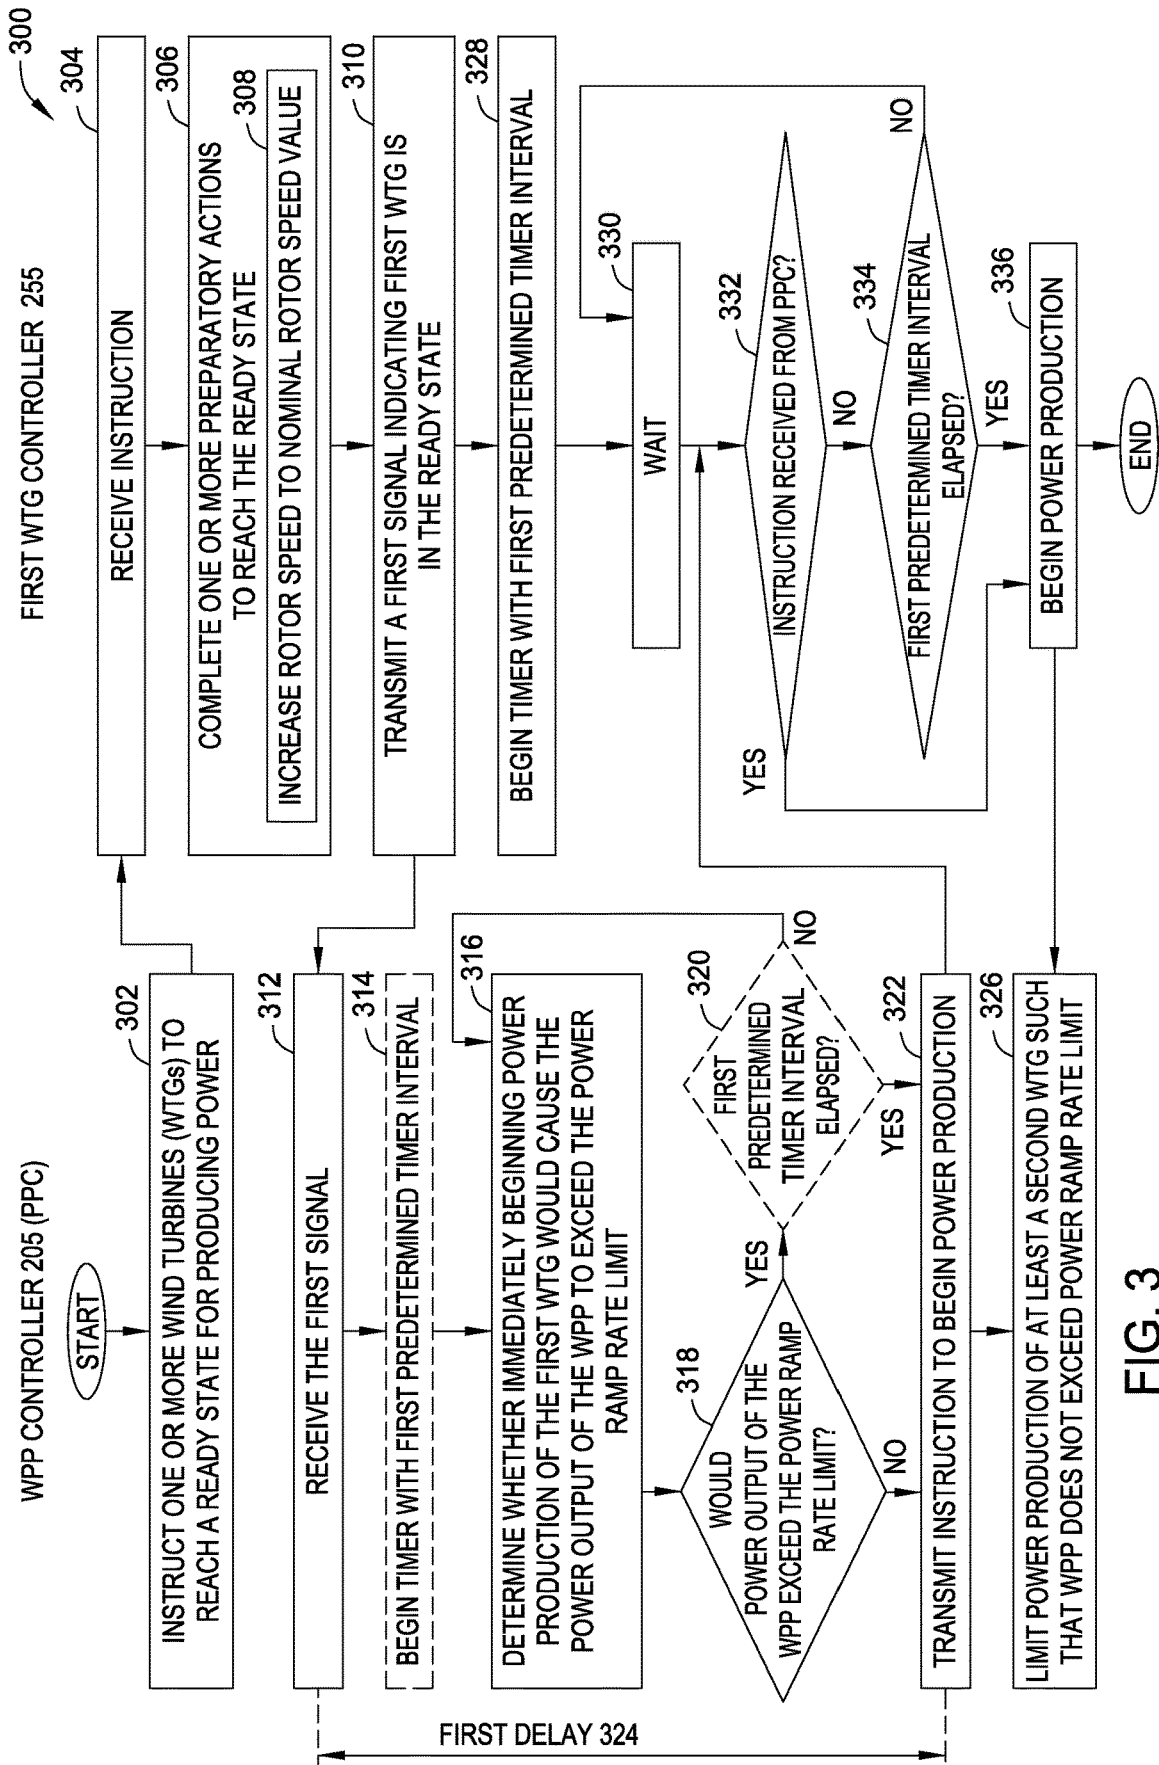 300
WPP CONTROLLER 205 (PPC)
START
302
INSTRUCT ONE OR MORE WIND TURBINES (WTGs) TO
REACH A READY STATE FOR PRODUCING POWER
312
RECEIVE THE FIRST SIGNAL
314
BEGIN TIMER WITH FIRST PREDETERMINED TIMER INTERVAL
316
DETERMINE WHETHER IMMEDIATELY BEGINNING POWER
PRODUCTION OF THE FIRST WTG WOULD CAUSE THE
POWER OUTPUT OF THE WPP TO EXCEED THE POWER
RAMP RATE LIMIT
318
WOULD
POWER OUTPUT OF THE
WPP EXCEED THE POWER RAMP
RATE LIMIT?
YES
NO
320
FIRST
PREDETERMINED
TIMER INTERVAL
ELAPSED?
NO
YES
322
TRANSMIT INSTRUCTION TO BEGIN POWER PRODUCTION
326
LIMIT POWER PRODUCTION OF AT LEAST A SECOND WTG SUCH
THAT WPP DOES NOT EXCEED POWER RAMP RATE LIMIT
FIRST DELAY 324
FIRST WTG CONTROLLER 255
304
RECEIVE INSTRUCTION
306
COMPLETE ONE OR MORE PREPARATORY ACTIONS
TO REACH THE READY STATE
308
INCREASE ROTOR SPEED TO NOMINAL ROTOR SPEED VALUE
310
TRANSMIT A FIRST SIGNAL INDICATING FIRST WTG IS
IN THE READY STATE
328
BEGIN TIMER WITH FIRST PREDETERMINED TIMER INTERVAL
330
WAIT
332
INSTRUCTION RECEIVED FROM PPC?
YES
NO
334
FIRST PREDETERMINED TIMER INTERVAL
ELAPSED?
NO
YES
336
BEGIN POWER PRODUCTION
END
FIG. 3